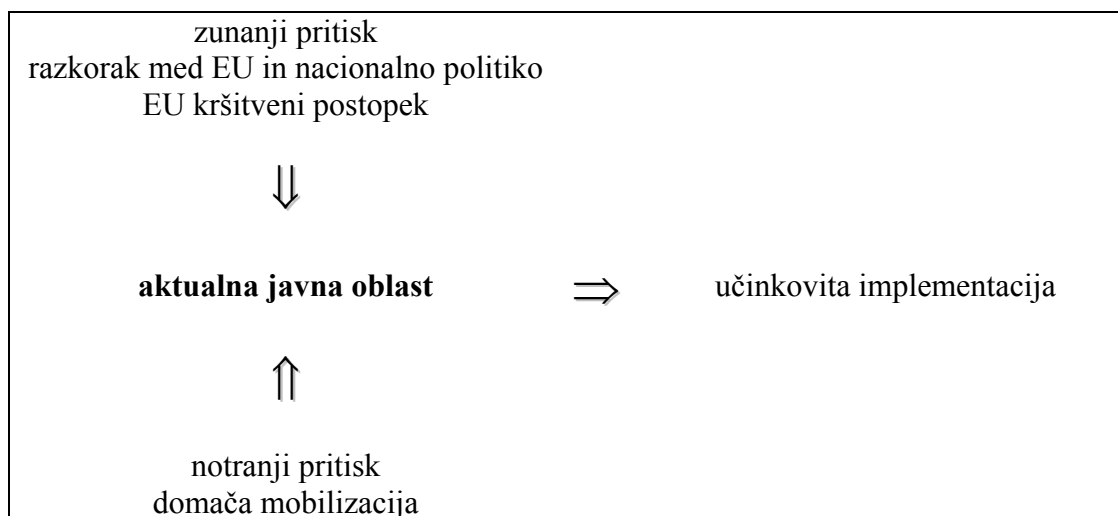 zunanji pritisk
razkorak med EU in nacionalno politiko
EU kršitveni postopek
⇓
aktualna javna oblast ⇒ učinkovita implementacija
⇑
notranji pritisk
domača mobilizacija